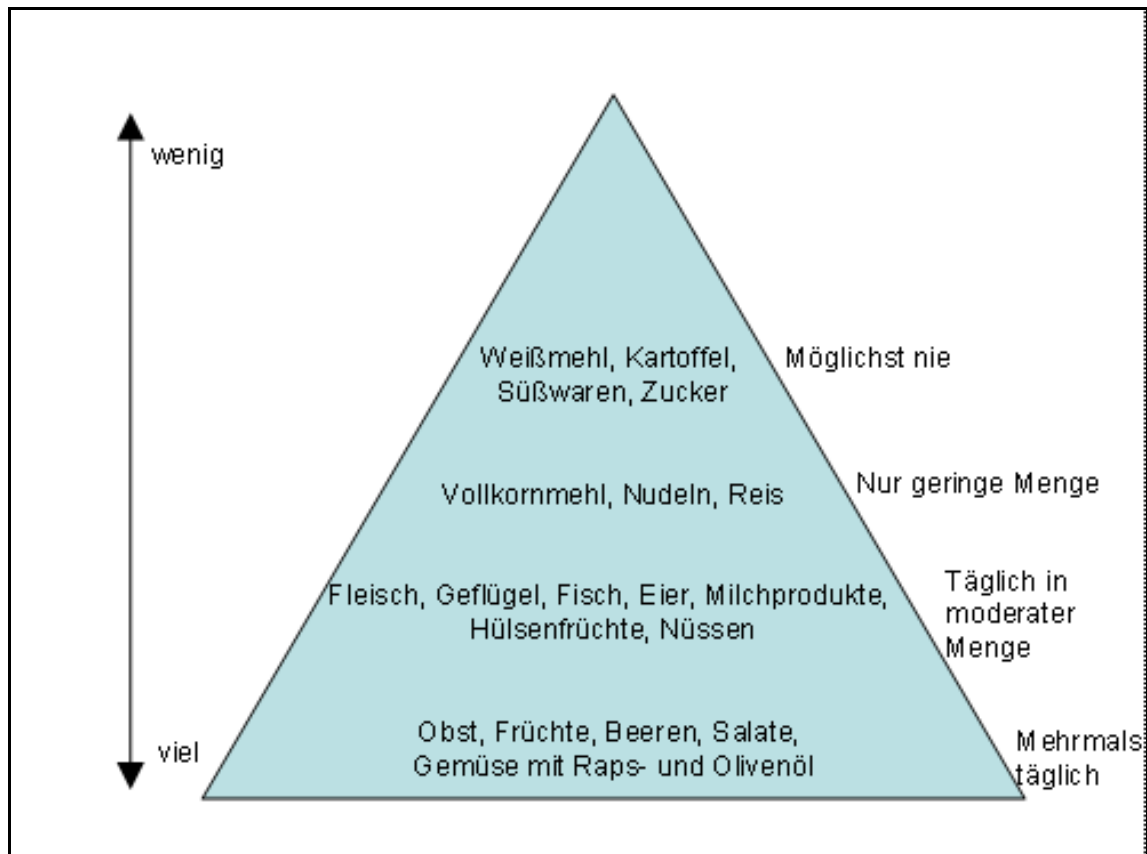 wenig
Weißmehl, Kartoffel,
Süßwaren, Zucker
Möglichst nie
Vollkornmehl, Nudeln, Reis
Nur geringe Menge
Fleisch, Geflügel, Fisch, Eier, Milchprodukte,
Hülsenfrüchte, Nüssen
Täglich in
moderater
Menge
viel
Obst, Früchte, Beeren, Salate,
Gemüse mit Raps- und Olivenöl
Mehrmals
täglich